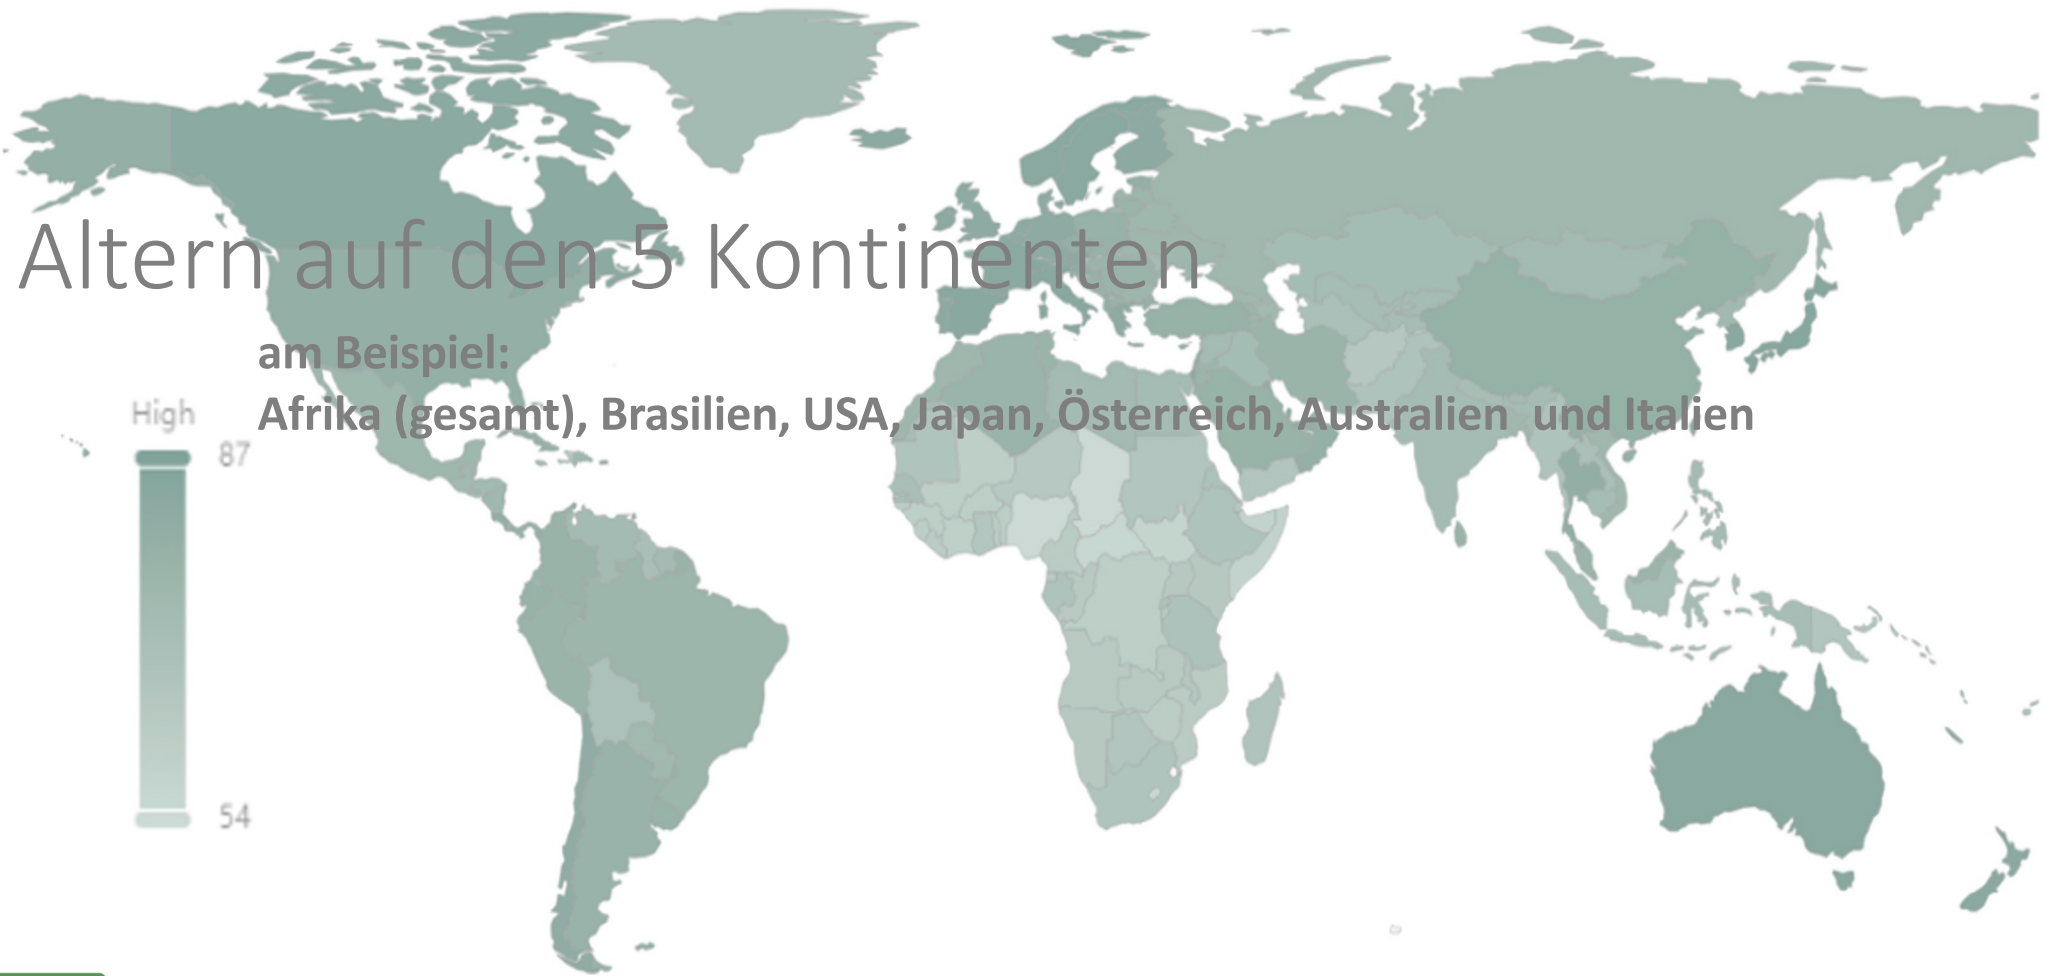 Altern auf den 5 Kontinenten
am Beispiel:
Afrika (gesamt), Brasilien, USA, Japan, Österreich, Australien und Italien
High
87
54